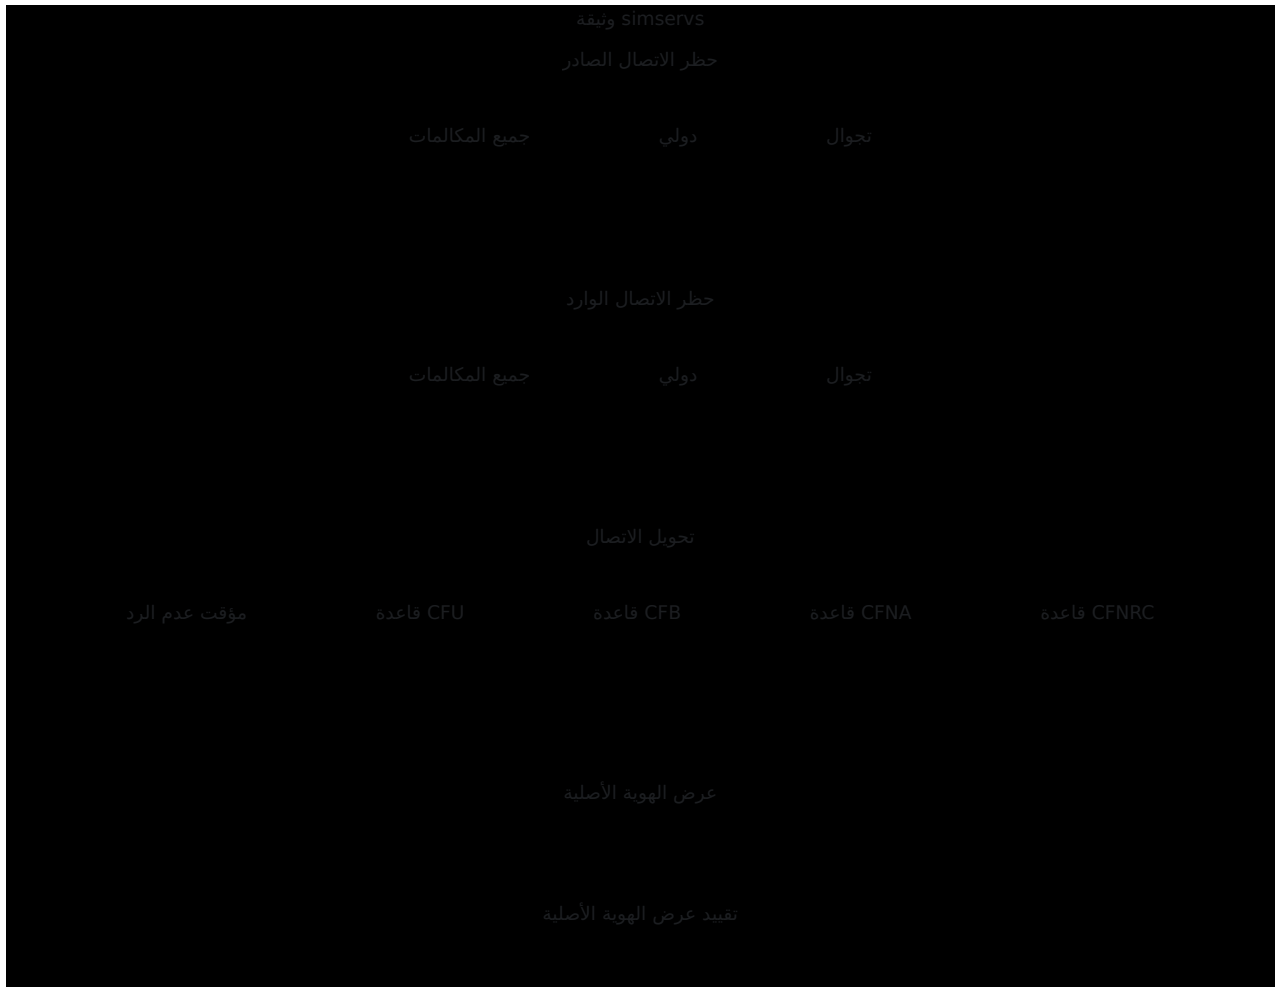 وثيقة simservs
حظر الاتصال الصادر
جميع المكالمات
دولي
تجوال
حظر الاتصال الوارد
جميع المكالمات
دولي
تجوال
تحويل الاتصال
مؤقت عدم الرد
قاعدة CFU
قاعدة CFB
قاعدة CFNA
قاعدة CFNRC
عرض الهوية الأصلية
تقييد عرض الهوية الأصلية